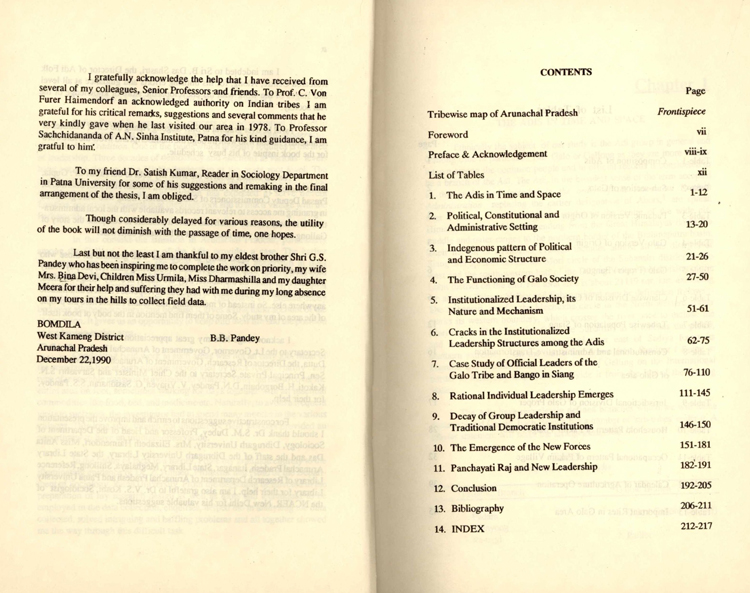 I gratefully acknowledge the help that I have received from
several of my colleagues, Senior Professors and friends. To Prof. C. Von
Furer Haimendorf an acknowledged authority on Indian tribes I am
grateful for his critical remarks, suggestions and several comments that he
very kindly gave when he last visited our area in 1978. To Professor
Sachchidananda of A.N. Sinha Institute, Patna for his kind guidance, I am
gratful to him.
To my friend Dr. Satish Kumar, Reader in Sociology Department
in Patna University for some of his suggestions and remaking in the final
arrangement of the thesis, I am obliged.
Though considerably delayed for various reasons, the utility
of the book will not diminish with the passage of time, one hopes.
Last but not the least I am thankful to my eldest brother Shri G.S.
Pandey who has been inspiring me to complete the work on priority, my wife
Mrs. Bina Devi, Children Miss Urmila, Miss Dharmashilla and my daughter
Meera for their help and suffering they had with me during my long absence
on my tours in the hills to collect field data.
BOMDILA
West Kameng District B.B. Pandey
Arunachal Pradesh
December 22,1990
CONTENTS
Page
Tribewise map of Arunachal Pradesh Frontispiece
Foreword vii
Preface & Acknowledgement viii-ix
List of Tables xii
1. The Adis in Time and Space 1-12
2. Political, Constitutional and
Administrative Setting 13-20
3. Indegenous pattern of Political
and Economic Structure 21-26
4. The Functioning of Galo Society 27-50
5. Institutionalized Leadership, its
Nature and Mechanism 51-61
6. Cracks in the Institutionalized
Leadership Structures among the Adis 62-75
7. Case Study of Official Leaders of the
Galo Tribe and Bango in Siang 76-110
8. Rational Individual Leadership Emerges 111-145
9. Decay of Group Leadership and
Traditional Democratic Institutions 146-150
10. The Emergence of the New Forces 151-181
11. Panchayati Raj and New Leadership 182-191
12. Conclusion 192-205
13. Bibliography 206-211
14. INDEX 212-217